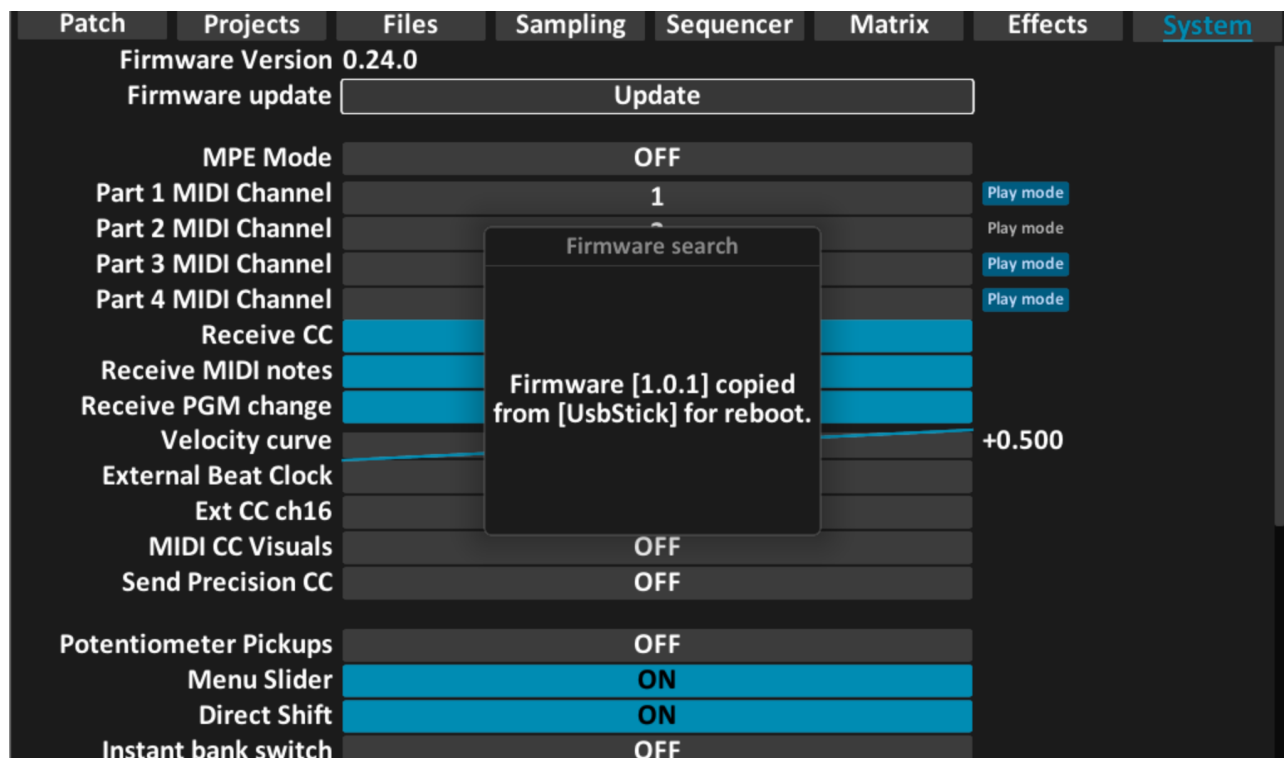 Patch Projects Files Sampling Sequencer Matrix Effects System
Firmware Version 0.24.0
Firmware update Update
MPE Mode OFF
Part 1 MIDI Channel 1 Play mode
Part 2 MIDI Channel Play mode
Part 3 MIDI Channel Play mode
Part 4 MIDI Channel Play mode
Receive CC
Receive MIDI notes
Receive PGM change
Velocity curve +0.500
External Beat Clock
Ext CC ch16
MIDI CC Visuals OFF
Send Precision CC OFF
Potentiometer Pickups OFF
Menu Slider ON
Direct Shift ON
Instant bank switch OFF
Firmware search
Firmware [1.0.1] copied
from [UsbStick] for reboot.